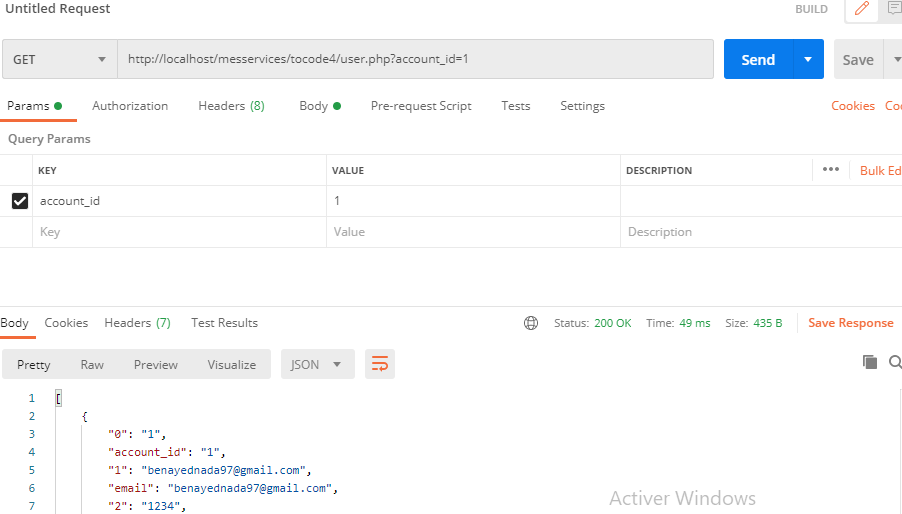 Untitled Request
BUILD
GET
http://localhost/messervices/tocode4/user.php?account_id=1
Send
Save
Params
Authorization
Headers (8)
Body
Pre-request Script
Tests
Settings
Cookies
Query Params
KEY
VALUE
DESCRIPTION
•••
Bulk Ed
account_id
1
Key
Value
Description
Body
Cookies
Headers (7)
Test Results
Status: 200 OK
Time: 49 ms
Size: 435 B
Save Response
Pretty
Raw
Preview
Visualize
JSON
1 [
2 {
3 "0": "1",
4 "account_id": "1",
5 "1": "benayednada97@gmail.com",
6 "email": "benayednada97@gmail.com",
7 "2": "1234",
Activer Windows